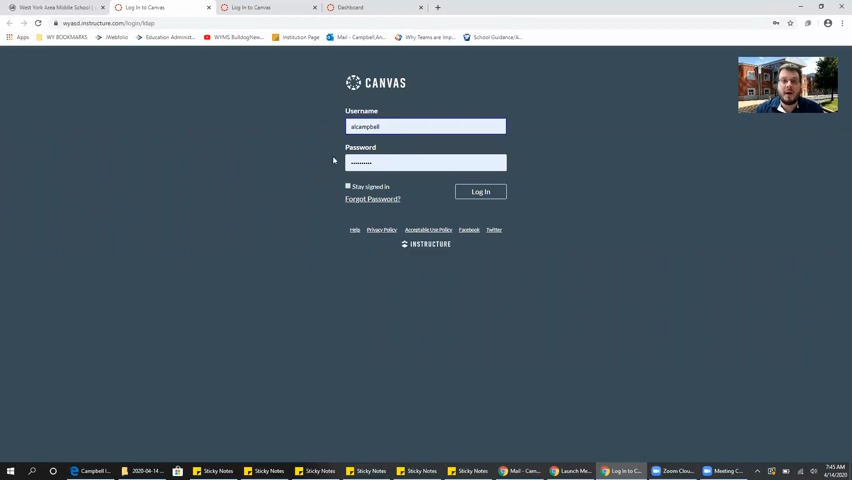 West York Area Middle School |
Log In to Canvas
Log In to Canvas
Dashboard
wyasd.instructure.com/login/ldap
Apps
WY BOOKMARKS
iWebfolio
Education Admin...
WYMS BulldogNew...
Institution Page
Mail - Campbell,An...
Why Teams are Imp...
School Guidance/A...
CANVAS
Username
alcampbell
Password
Stay signed in
Log In
Forgot Password?
Help
Privacy Policy
Acceptable Use Policy
Facebook
Twitter
INSTRUCTURE
Campbell I...
2020-04-14 ...
Sticky Notes
Sticky Notes
Sticky Notes
Sticky Notes
Sticky Notes
Sticky Notes
Mail - Cam...
Launch Me...
Log In to C...
Zoom Clou...
Meeting C...
7:45 AM
4/14/2020